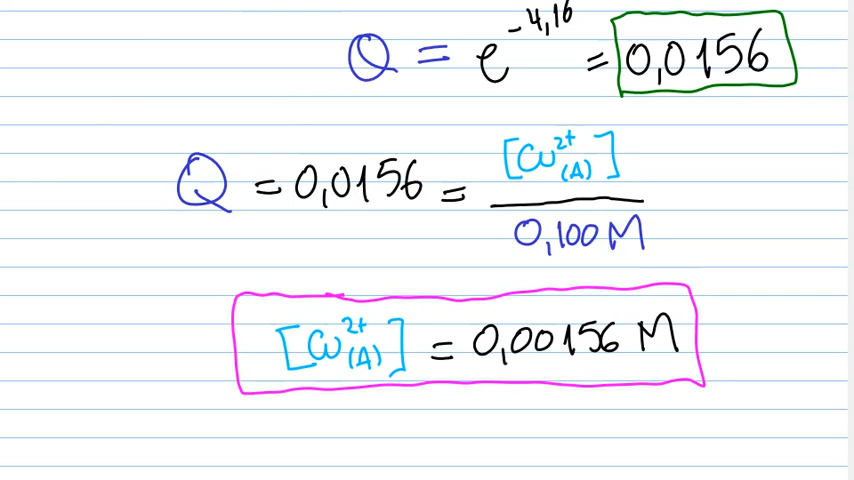 Q = e^-4,16 = 0,0156
Q = 0,0156 = [Cu²⁺(A)] / 0,100 M
[Cu²⁺(A)] = 0,00156 M